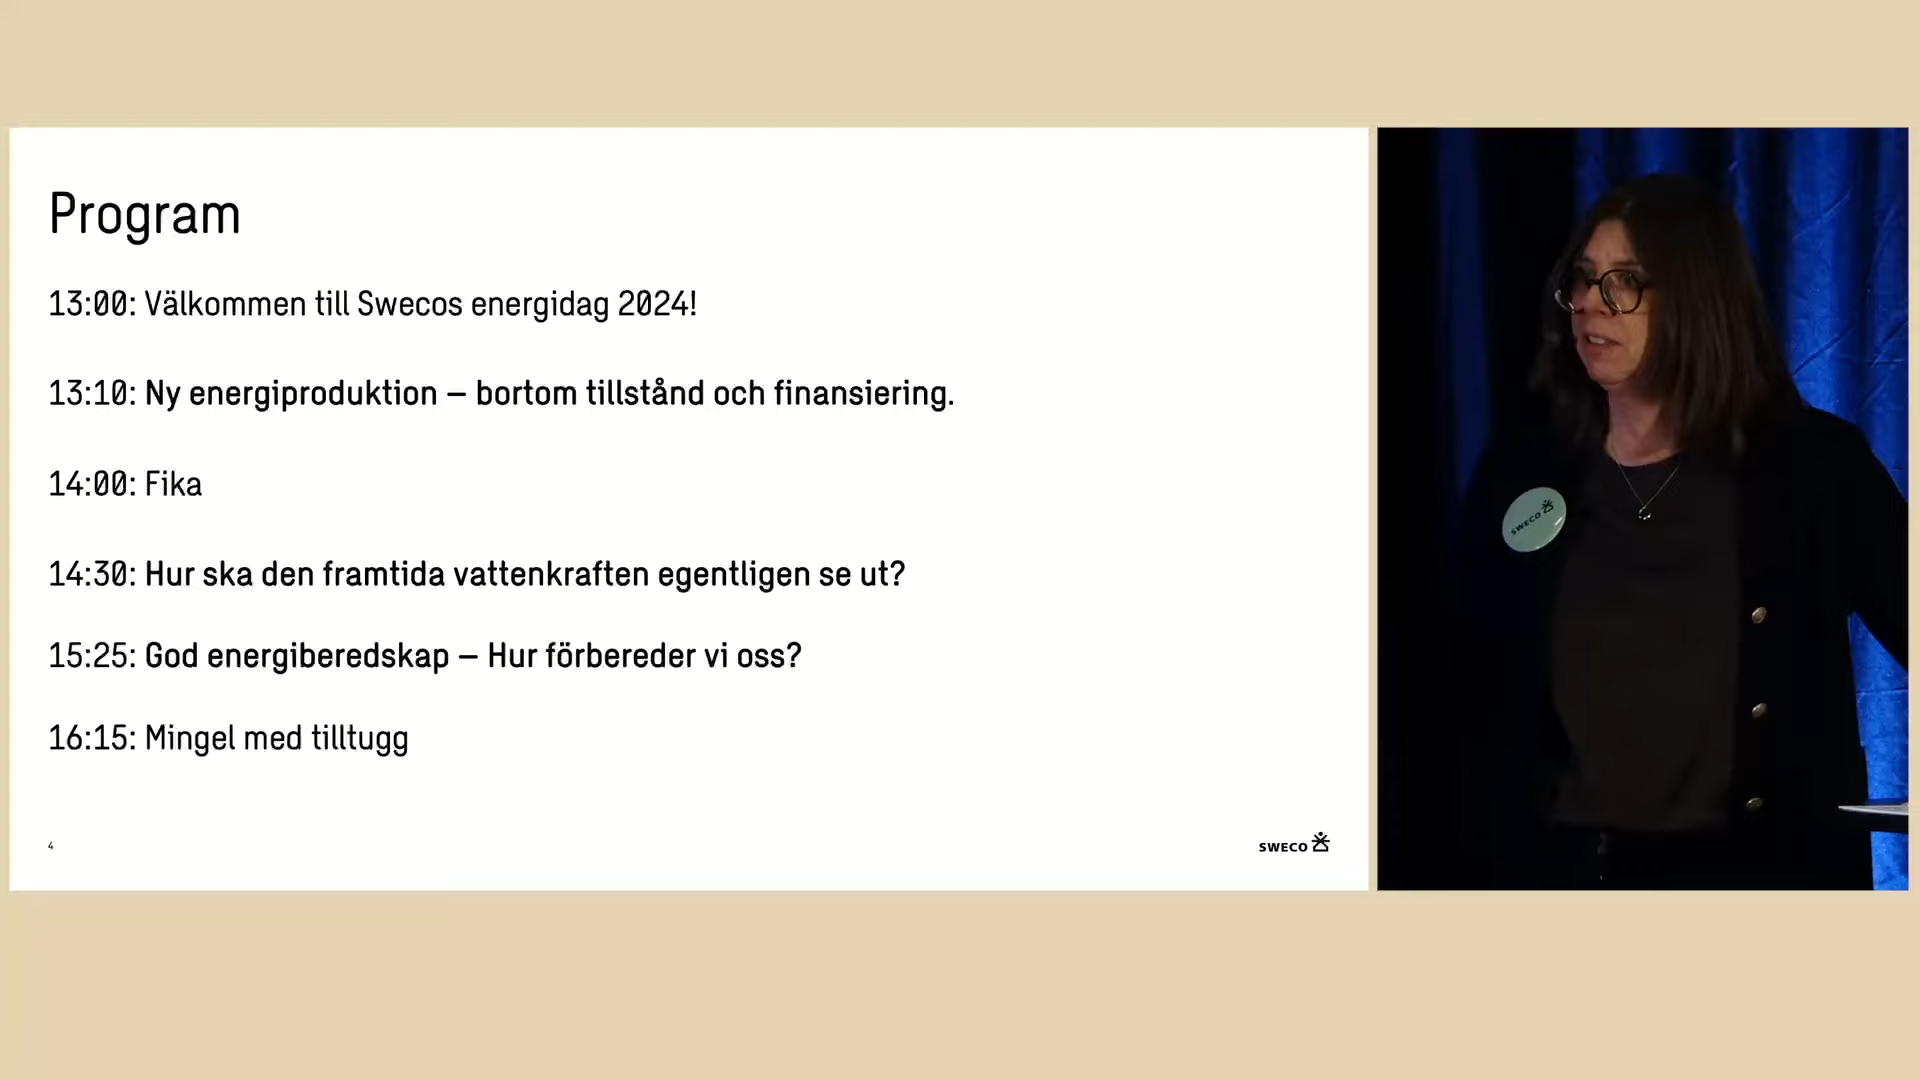 Program
13:00: Välkommen till Swecos energidag 2024!
13:10: Ny energiproduktion – bortom tillstånd och finansiering.
14:00: Fika
14:30: Hur ska den framtida vattenkraften egentligen se ut?
15:25: God energiberedskap – Hur förbereder vi oss?
16:15: Mingel med tilltugg
4
SWECO
SWECO